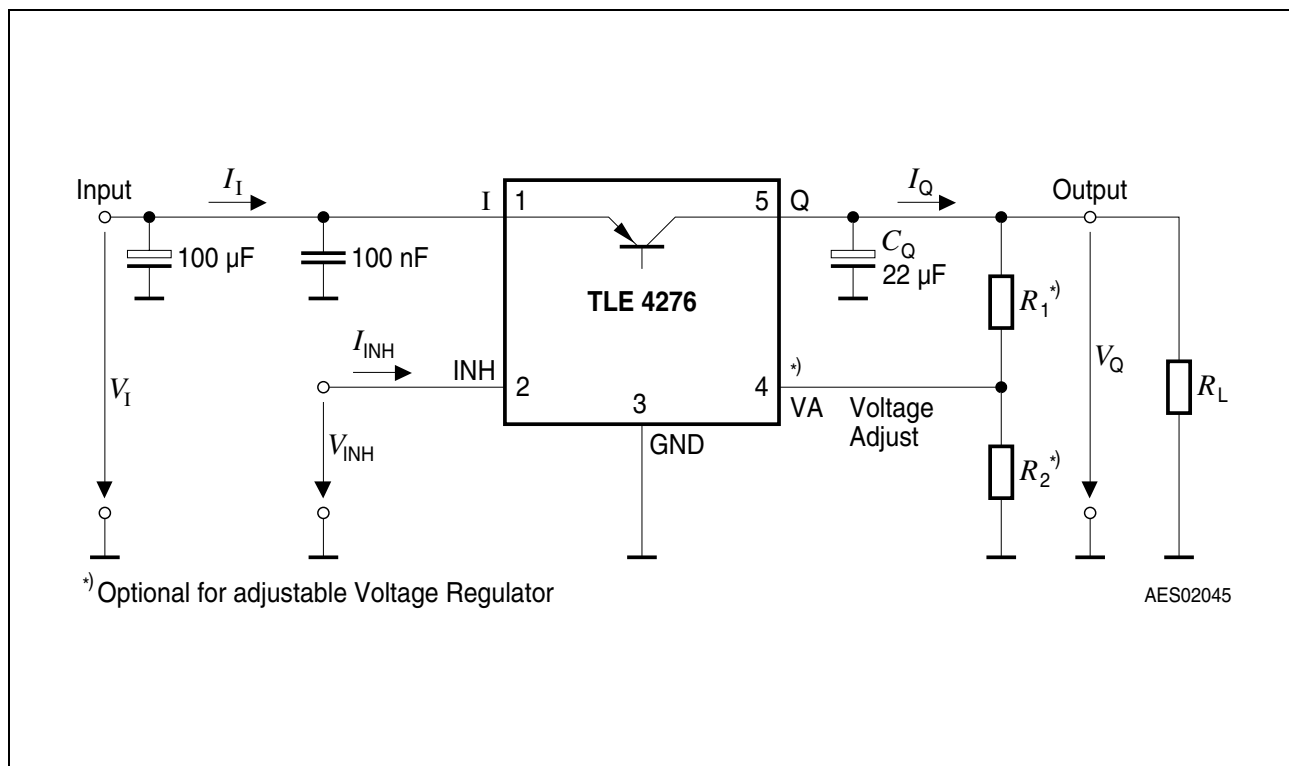 Input
I_I
I
1
5
Q
I_Q
Output
100 µF
100 nF
C_Q
22 µF
TLE 4276
R_1*)
I_INH
INH
2
3
4
*)
VA
Voltage
Adjust
GND
V_I
V_INH
R_2*)
V_Q
R_L
*) Optional for adjustable Voltage Regulator
AES02045